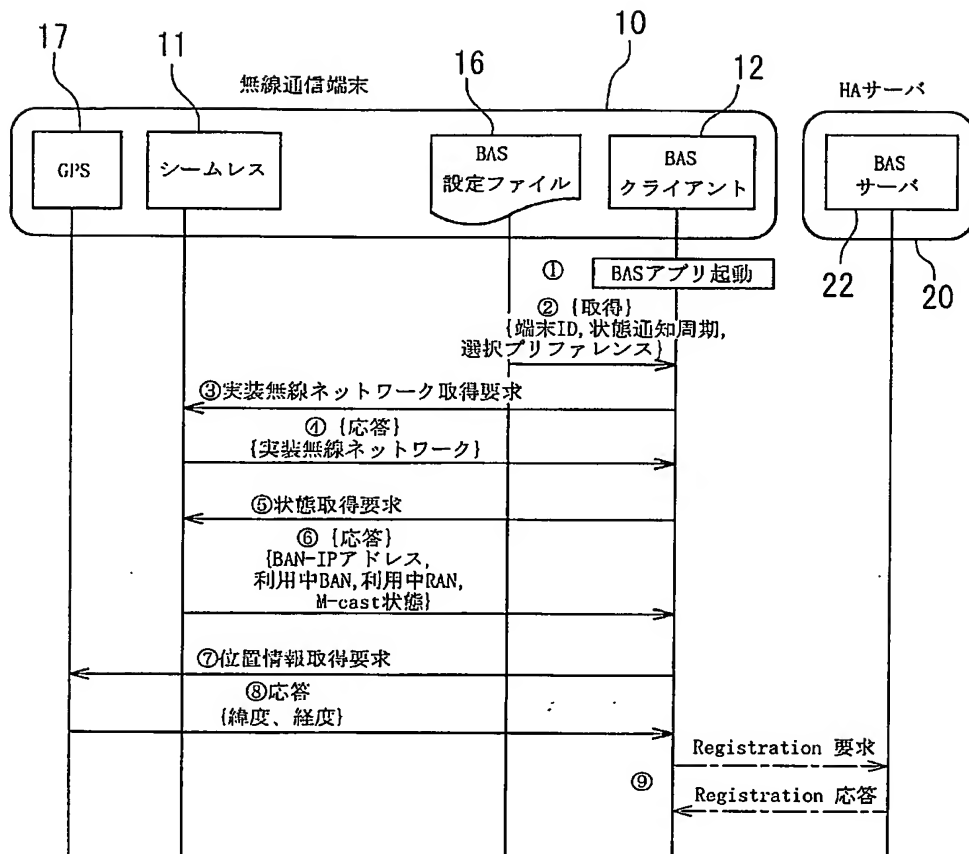 17
11
16
10
12
無線通信端末
HAサーバ
GPS
シームレス
BAS
設定ファイル
BAS
クライアント
BAS
サーバ
22
20
① BASアプリ起動
② {取得}
{端末ID,状態通知周期,
選択プリファレンス}
③実装無線ネットワーク取得要求
④ {応答}
{実装無線ネットワーク}
⑤状態取得要求
⑥ {応答}
{BAN-IPアドレス,
利用中BAN,利用中RAN,
M-cast状態}
⑦位置情報取得要求
⑧応答
{緯度、経度}
Registration 要求
⑨
Registration 応答